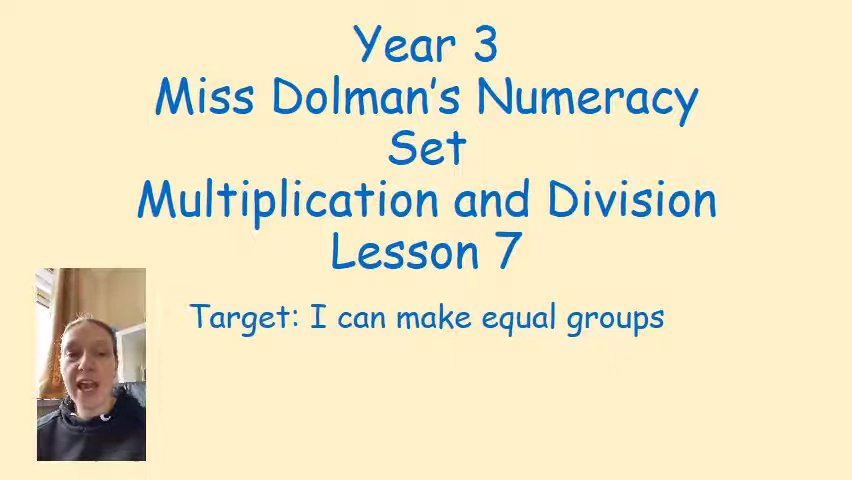 Year 3
Miss Dolman’s Numeracy
Set
Multiplication and Division
Lesson 7
Target: I can make equal groups